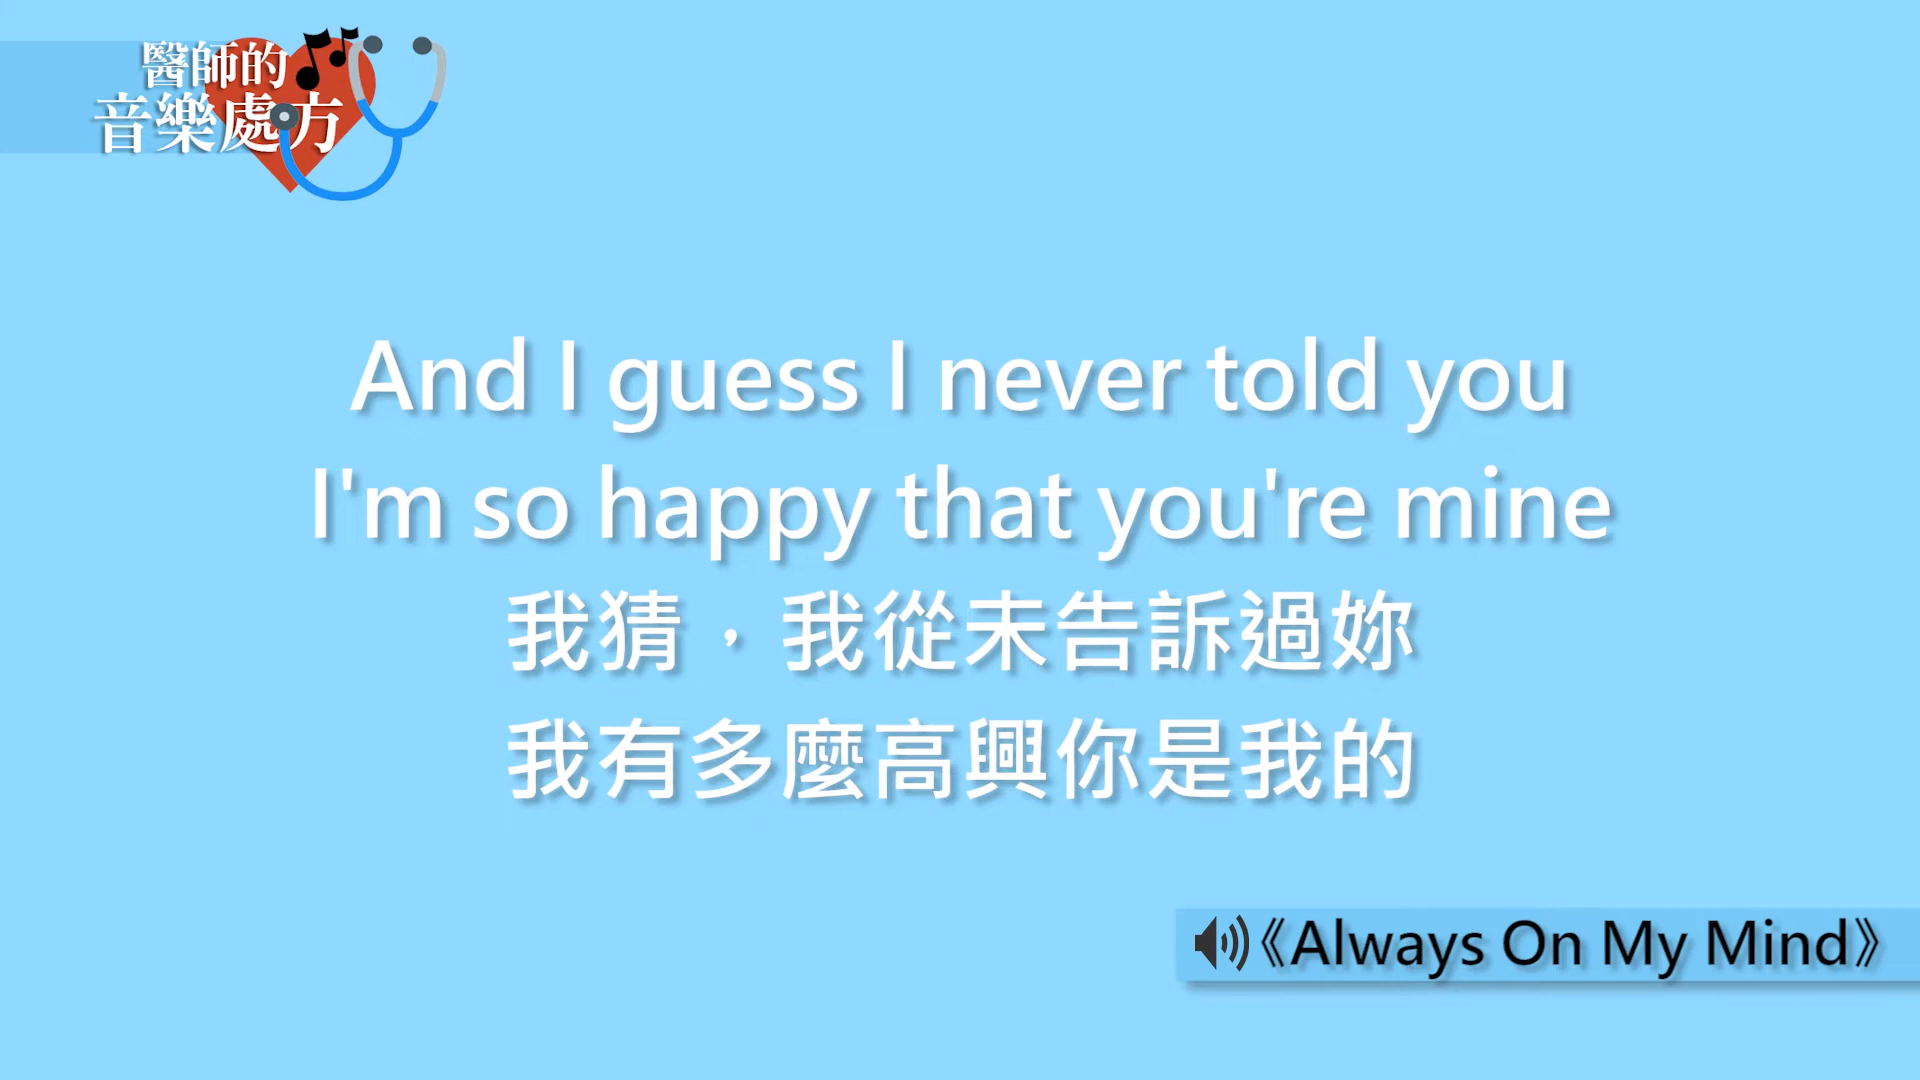 醫師的
音樂處方
And I guess I never told you
I'm so happy that you're mine
我猜，我從未告訴過妳
我有多麼高興你是我的
《Always On My Mind》